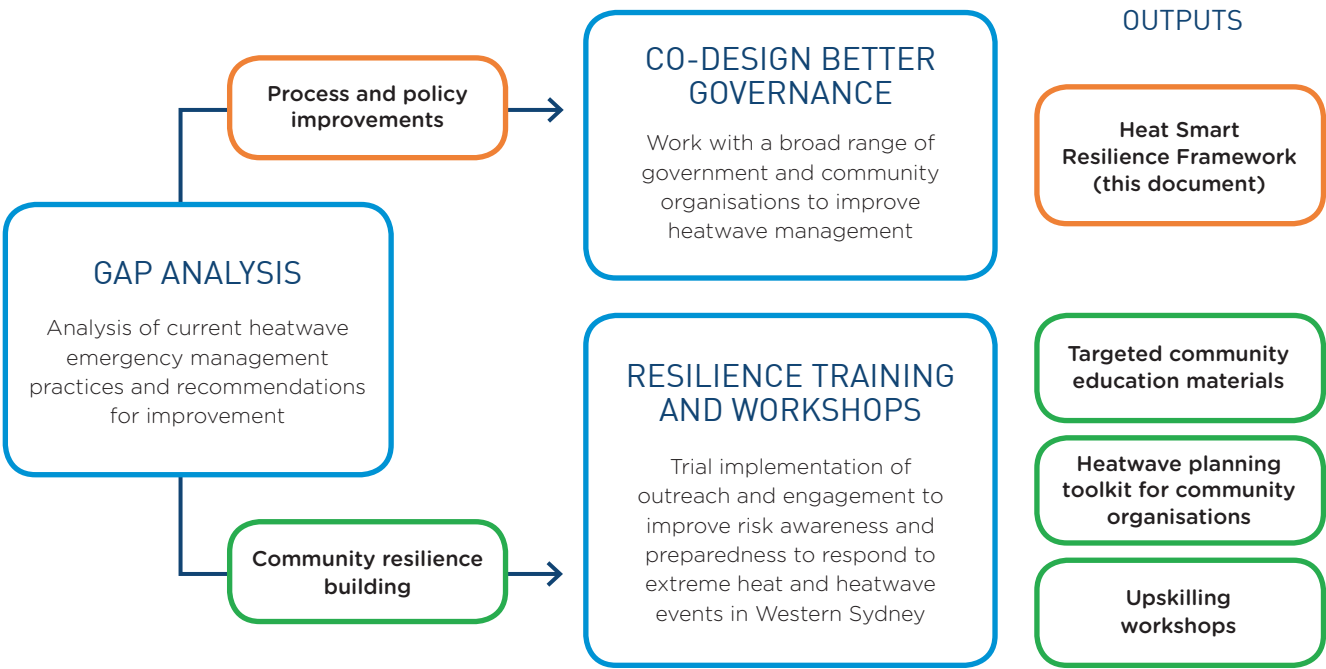 GAP ANALYSIS
Analysis of current heatwave
emergency management
practices and recommendations
for improvement
Process and policy
improvements
CO-DESIGN BETTER
GOVERNANCE
Work with a broad range of
government and community
organisations to improve
heatwave management
Community resilience
building
RESILIENCE TRAINING
AND WORKSHOPS
Trial implementation of
outreach and engagement to
improve risk awareness and
preparedness to respond to
extreme heat and heatwave
events in Western Sydney
OUTPUTS
Heat Smart
Resilience Framework
(this document)
Targeted community
education materials
Heatwave planning
toolkit for community
organisations
Upskilling
workshops